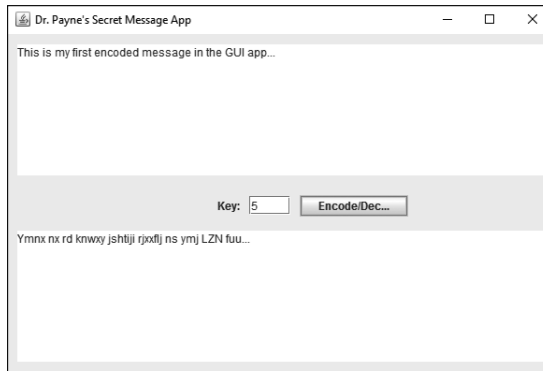 Dr. Payne's Secret Message App
This is my first encoded message in the GUI app...
Key: 5 Encode/Dec...
Ymnx nx rd knwxy jshtiji rjxxflj ns ymj LZN fuu...